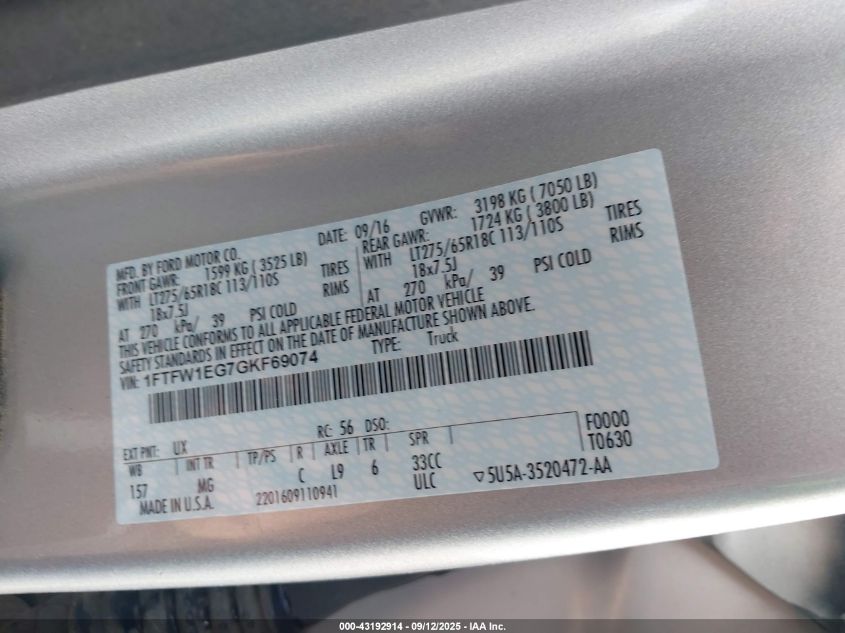 MFD. BY FORD MOTOR CO.
DATE: 09/16 GVWR: 3198 KG ( 7050 LB)
FRONT GAWR: 1599 KG ( 3525 LB) REAR GAWR: 1724 KG ( 3800 LB)
WITH LT275/65R18C 113/110S TIRES WITH LT275/65R18C 113/110S TIRES
18x7.5J RIMS 18x7.5J RIMS
AT 270 kPa/ 39 PSI COLD AT 270 kPa/ 39 PSI COLD
THIS VEHICLE CONFORMS TO ALL APPLICABLE FEDERAL MOTOR VEHICLE
SAFETY STANDARDS IN EFFECT ON THE DATE OF MANUFACTURE SHOWN ABOVE.
VIN: 1FTFW1EG7GKF69074 TYPE: Truck
EXT PNT: UX RC: 56 DSO: F0000
WB INT TR TP/PS R AXLE TR SPR T0630
157 MG C L9 6 33CC
MADE IN U.S.A. 2201609110941 ULC ▽5U5A-3520472-AA
000-43192914 - 09/12/2025 - IAA Inc.